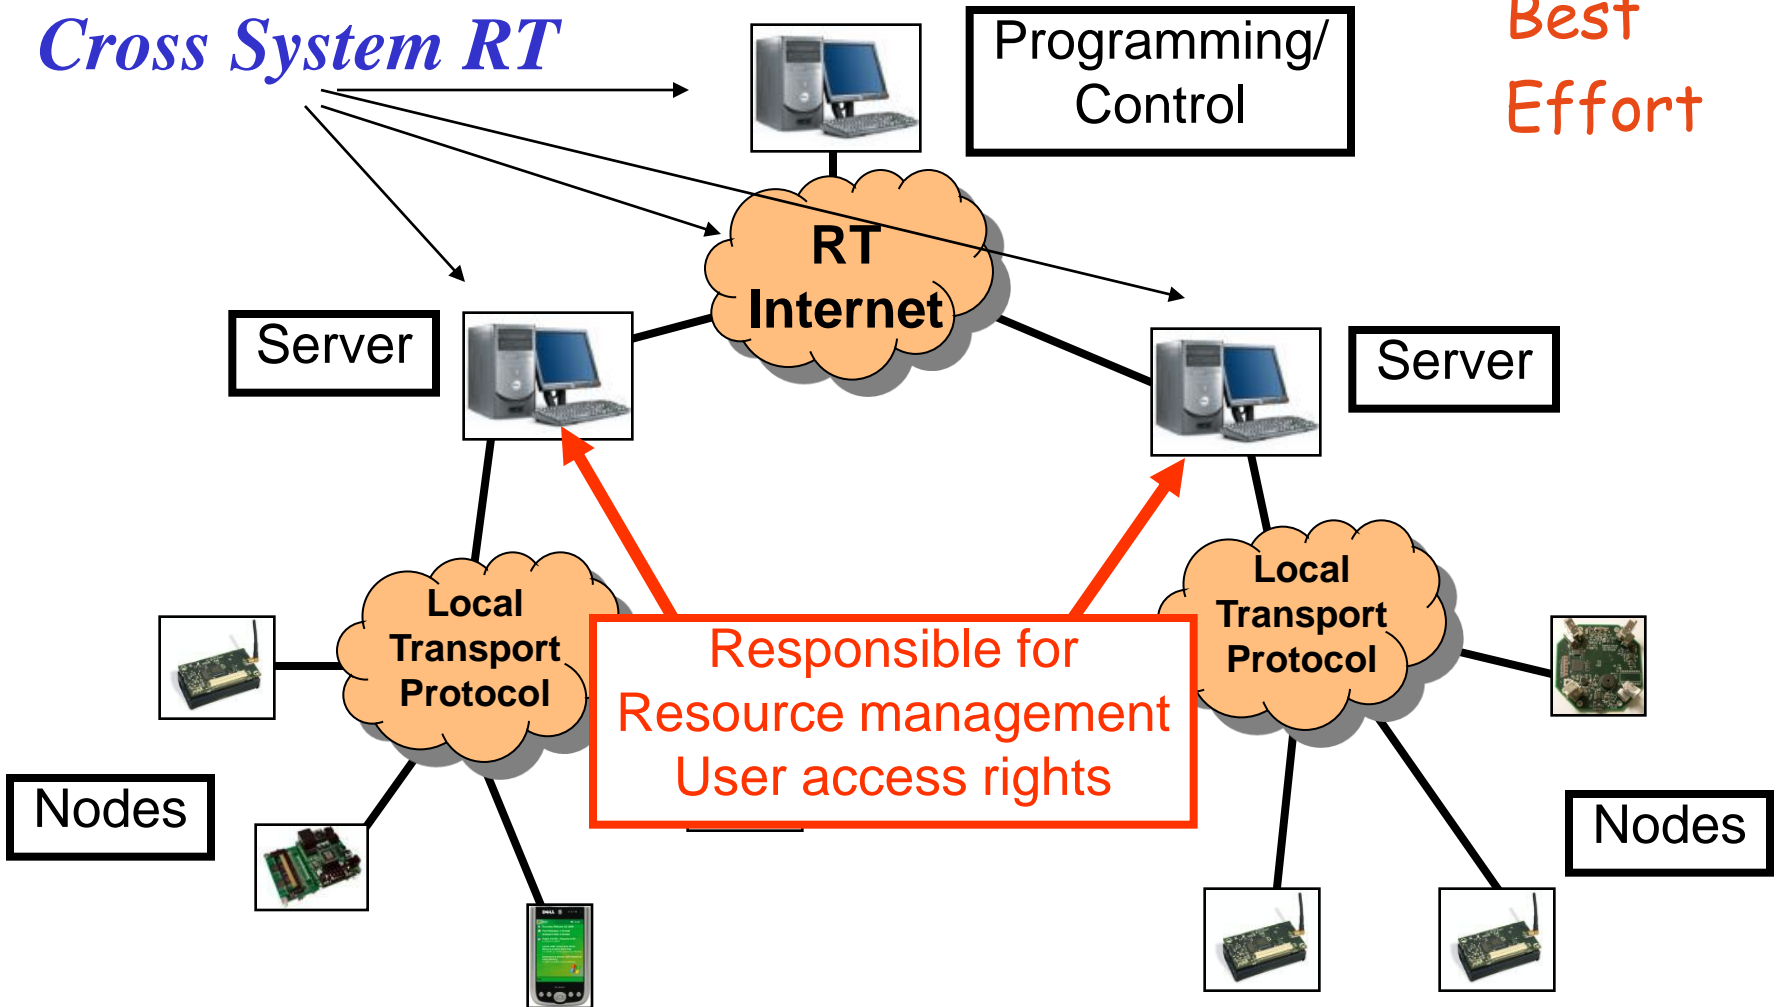 Cross System RT
Programming/
Control
Best
Effort
RT
Internet
Server
Server
Local
Transport
Protocol
Local
Transport
Protocol
Responsible for
Resource management
User access rights
Nodes
Nodes
DELL